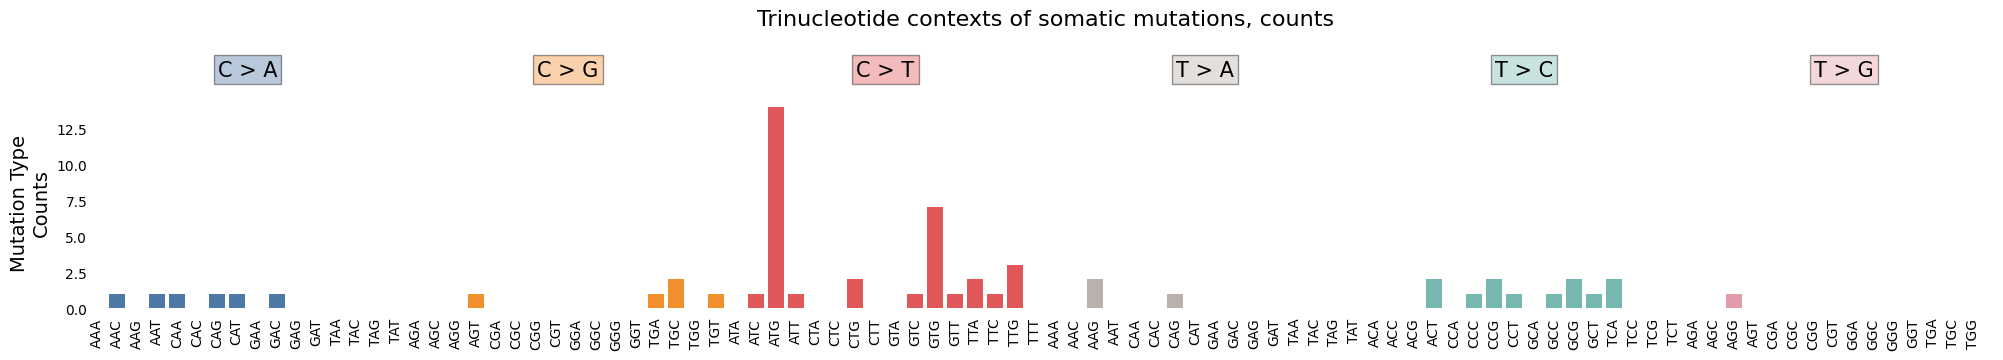 Trinucleotide contexts of somatic mutations, counts
C > A C > G C > T T > A T > C T > G
Mutation Type
Counts
12.5
10.0
7.5
5.0
2.5
0.0
AAA AAC AAG AAT CAA CAC CAG CAT GAA GAC GAG GAT TAA TAC TAG TAT AGA AGC AGG AGT CGA CGC CGG CGT GGA GGC GGG GGT TGA TGC TGG TGT ATA ATC ATG ATT CTA CTC CTG CTT GTA GTC GTG GTT TTA TTC TTG TTT AAA AAC AAG AAT CAA CAC CAG CAT GAA GAC GAG GAT TAA TAC TAG TAT ACA ACC ACG ACT CCA CCC CCG CCT GCA GCC GCG GCT TCA TCC TCG TCT AGA AGC AGG AGT CGA CGC CGG CGT GGA GGC GGG GGT TGA TGC TGG